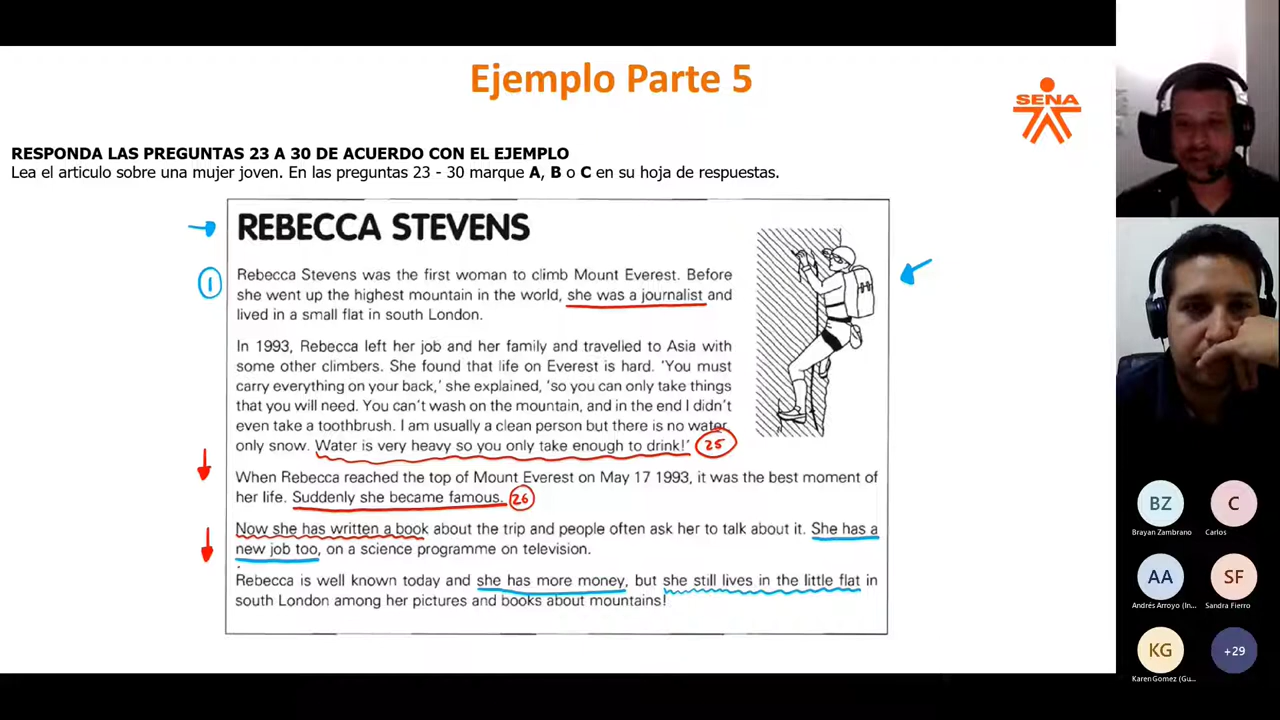 Ejemplo Parte 5
SENA
RESPONDA LAS PREGUNTAS 23 A 30 DE ACUERDO CON EL EJEMPLO
Lea el articulo sobre una mujer joven. En las preguntas 23 - 30 marque A, B o C en su hoja de respuestas.
REBECCA STEVENS
1
Rebecca Stevens was the first woman to climb Mount Everest. Before
she went up the highest mountain in the world, she was a journalist and
lived in a small flat in south London.
In 1993, Rebecca left her job and her family and travelled to Asia with
some other climbers. She found that life on Everest is hard. 'You must
carry everything on your back,' she explained, 'so you can only take things
that you will need. You can't wash on the mountain, and in the end I didn't
even take a toothbrush. I am usually a clean person but there is no water,
only snow. Water is very heavy so you only take enough to drink!' 25
When Rebecca reached the top of Mount Everest on May 17 1993, it was the best moment of
her life. Suddenly she became famous. 26
Now she has written a book about the trip and people often ask her to talk about it. She has a
new job too, on a science programme on television.
Rebecca is well known today and she has more money, but she still lives in the little flat in
south London among her pictures and books about mountains!
BZ
C
Brayan Zambrano
Carlos
AA
SF
Andrés Arroyo (In...
Sandra Fierro
KG
+29
Karen Gomez (Gu...